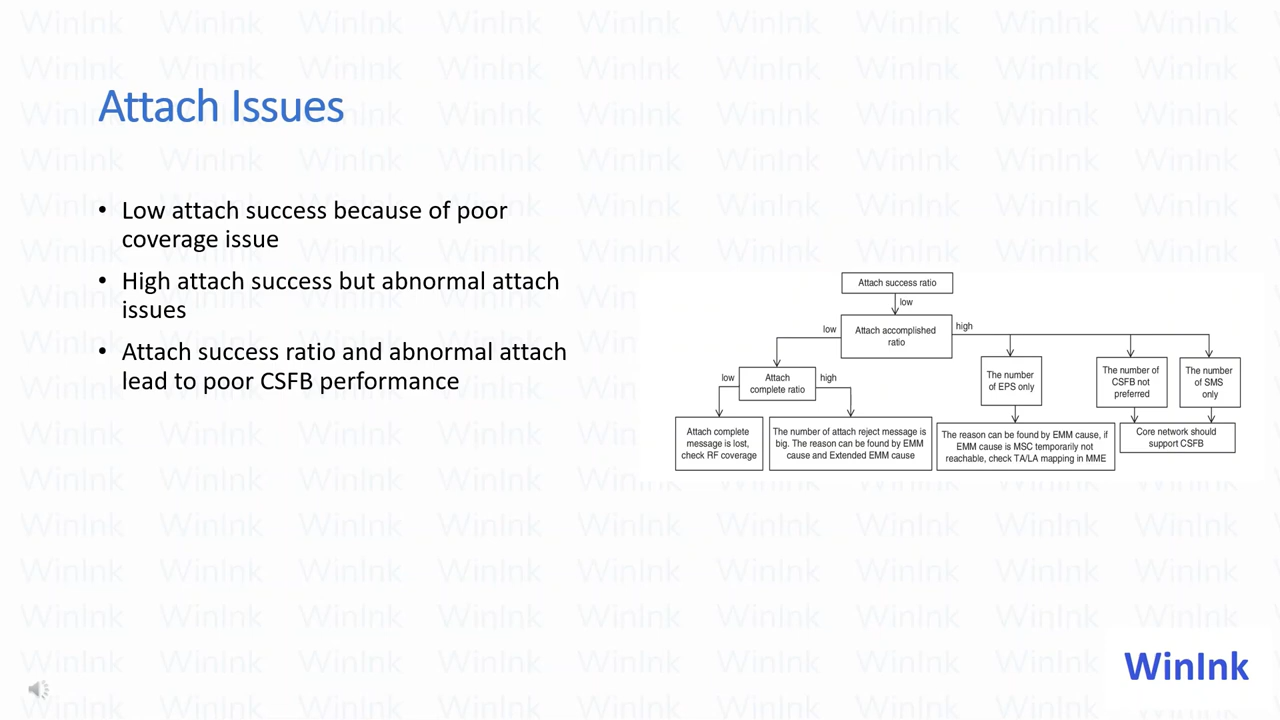 Attach Issues
• Low attach success because of poor
coverage issue
• High attach success but abnormal attach
issues
• Attach success ratio and abnormal attach
lead to poor CSFB performance
Attach success ratio
low
Attach accomplished
ratio
low
high
Attach
complete ratio
low
high
The number
of EPS only
The number of
CSFB not
preferred
The number
of SMS
only
Attach complete
message is lost,
check RF coverage
The number of attach reject message is
big. The reason can be found by EMM
cause and Extended EMM cause
The reason can be found by EMM cause, if
EMM cause is MSC temporarily not
reachable, check TA/LA mapping in MME
Core network should
support CSFB
WinInk